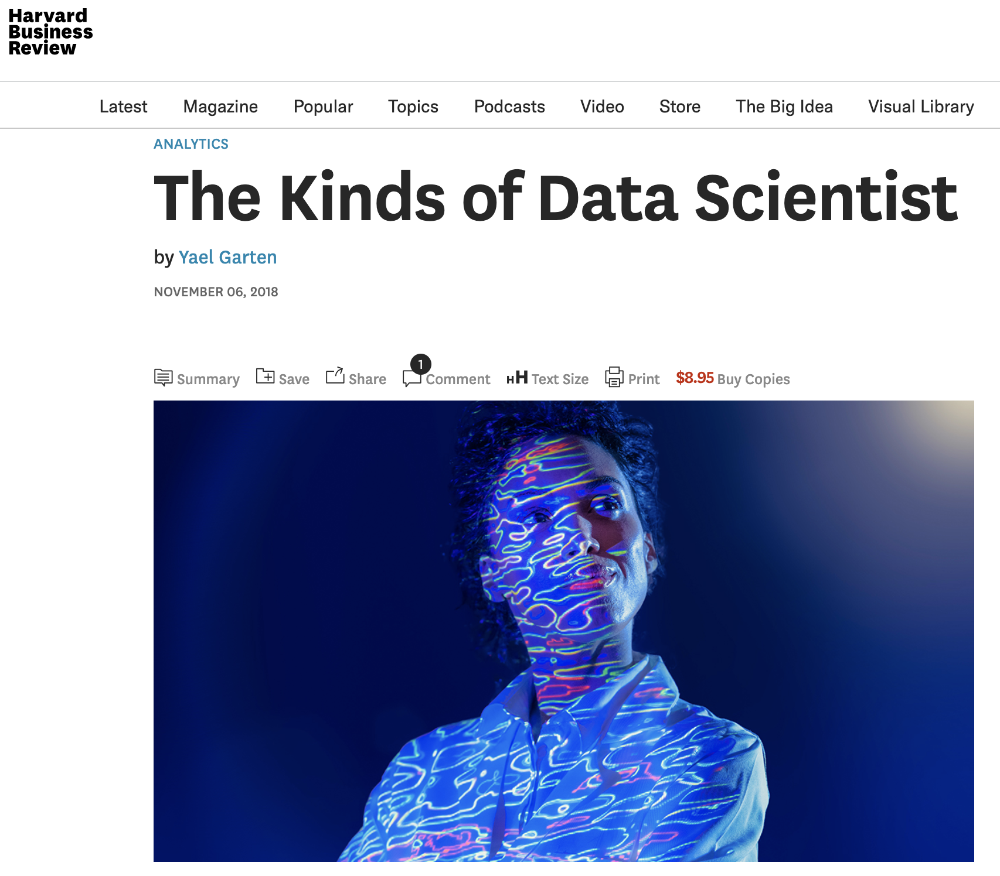 Harvard
Business
Review
Latest Magazine Popular Topics Podcasts Video Store The Big Idea Visual Library
ANALYTICS
The Kinds of Data Scientist
by Yael Garten
NOVEMBER 06, 2018
Summary Save Share 1 Comment HH Text Size Print $8.95 Buy Copies